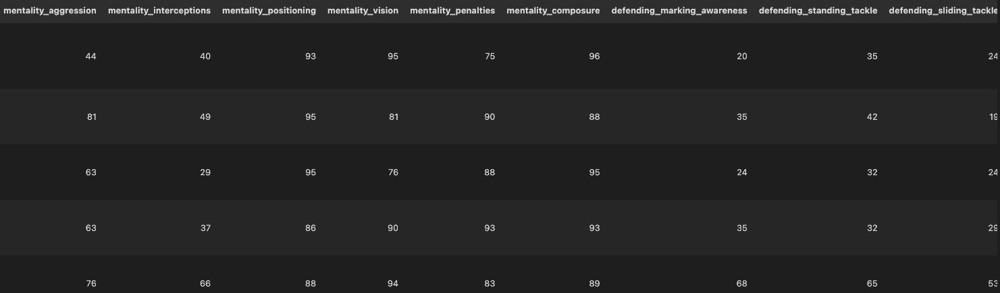 mentality_aggression mentality_interceptions mentality_positioning mentality_vision mentality_penalties mentality_composure defending_marking_awareness defending_standing_tackle defending_sliding_tackle
44 40 93 95 75 96 20 35 24
81 49 95 81 90 88 35 42 19
63 29 95 76 88 95 24 32 24
63 37 86 90 93 93 35 32 29
76 66 88 94 83 89 68 65 53